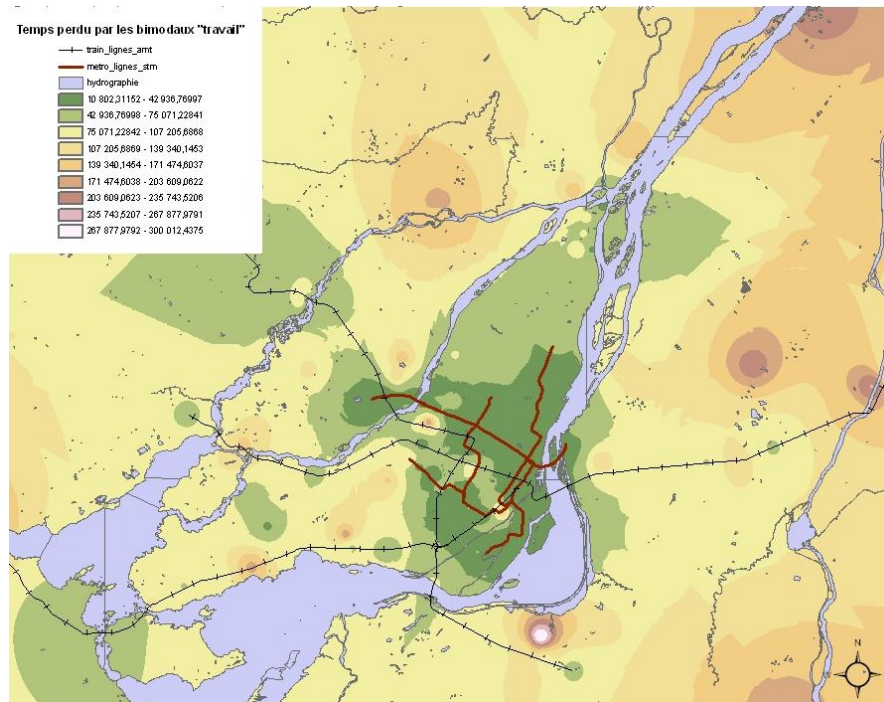 Temps perdu par les bimodaux "travail"
train_lignes_amt
metro_lignes_stm
hydrographie
10 802,31152 - 42 936,76997
42 936,76998 - 75 071,22841
75 071,22842 - 107 205,6868
107 205,6869 - 139 340,1453
139 340,1454 - 171 474,6037
171 474,6038 - 203 609,0622
203 609,0623 - 235 743,5206
235 743,5207 - 267 877,9791
267 877,9792 - 300 012,4375
N